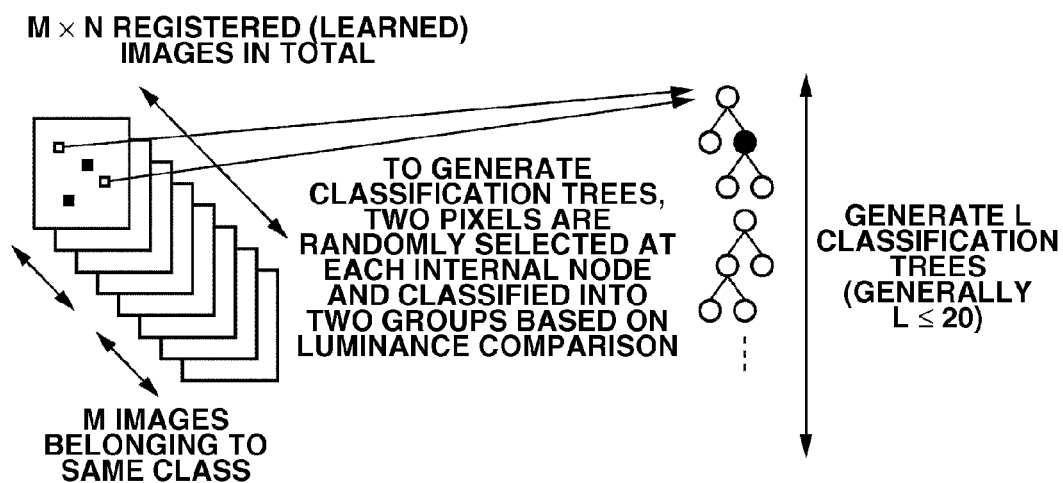 M × N REGISTERED (LEARNED)
IMAGES IN TOTAL
TO GENERATE
CLASSIFICATION TREES,
TWO PIXELS ARE
RANDOMLY SELECTED AT
EACH INTERNAL NODE
AND CLASSIFIED INTO
TWO GROUPS BASED ON
LUMINANCE COMPARISON
GENERATE L
CLASSIFICATION
TREES
(GENERALLY
L ≤ 20)
M IMAGES
BELONGING TO
SAME CLASS